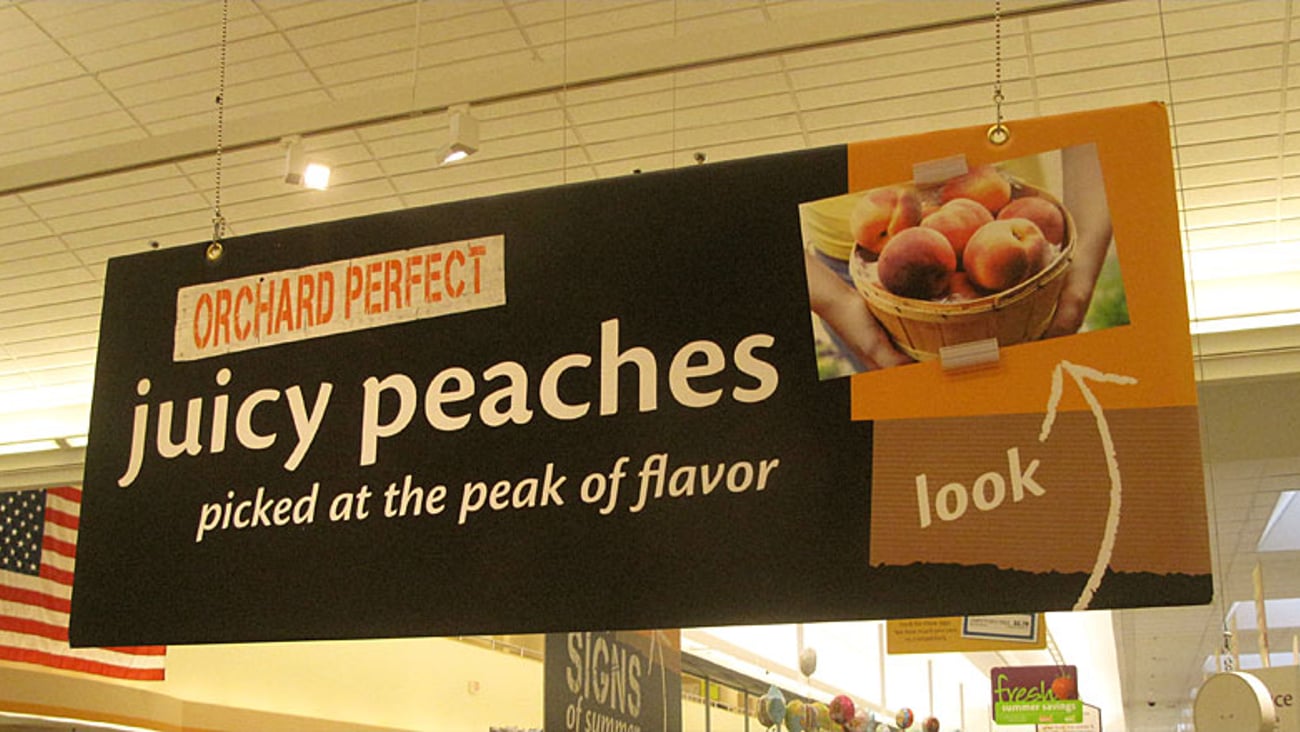 ORCHARD PERFECT
juicy peaches
picked at the peak of flavor
look
SIGNS
of summer
fresh
summer savings